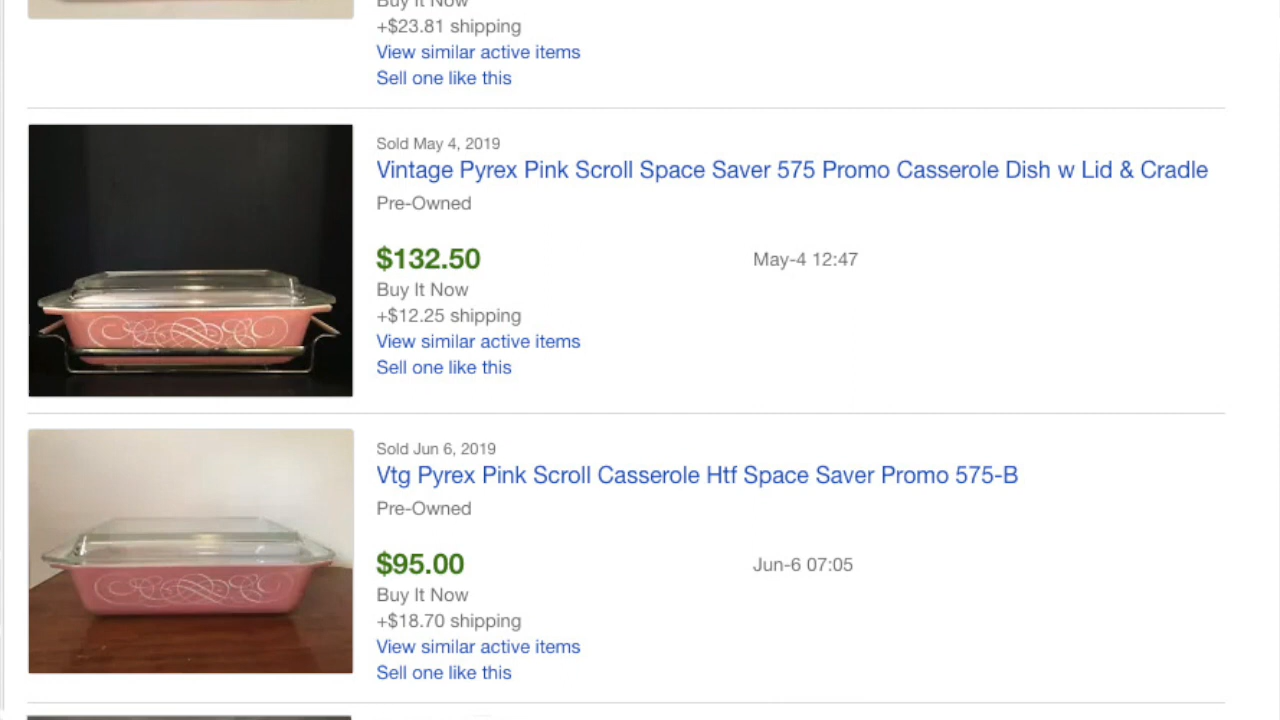 Buy It Now
+$23.81 shipping
View similar active items
Sell one like this
Sold May 4, 2019
Vintage Pyrex Pink Scroll Space Saver 575 Promo Casserole Dish w Lid & Cradle
Pre-Owned
$132.50 May-4 12:47
Buy It Now
+$12.25 shipping
View similar active items
Sell one like this
Sold Jun 6, 2019
Vtg Pyrex Pink Scroll Casserole Htf Space Saver Promo 575-B
Pre-Owned
$95.00 Jun-6 07:05
Buy It Now
+$18.70 shipping
View similar active items
Sell one like this